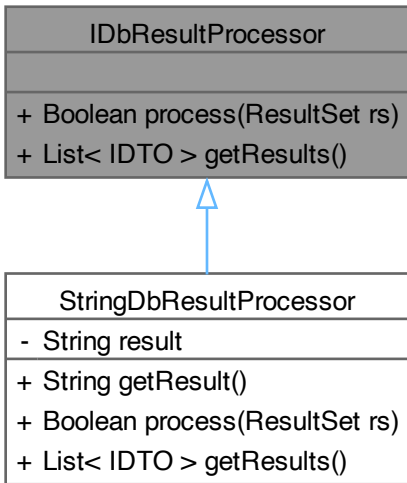 IDbResultProcessor
+ Boolean process(ResultSet rs)
+ List< IDTO > getResults()
StringDbResultProcessor
- String result
+ String getResult()
+ Boolean process(ResultSet rs)
+ List< IDTO > getResults()